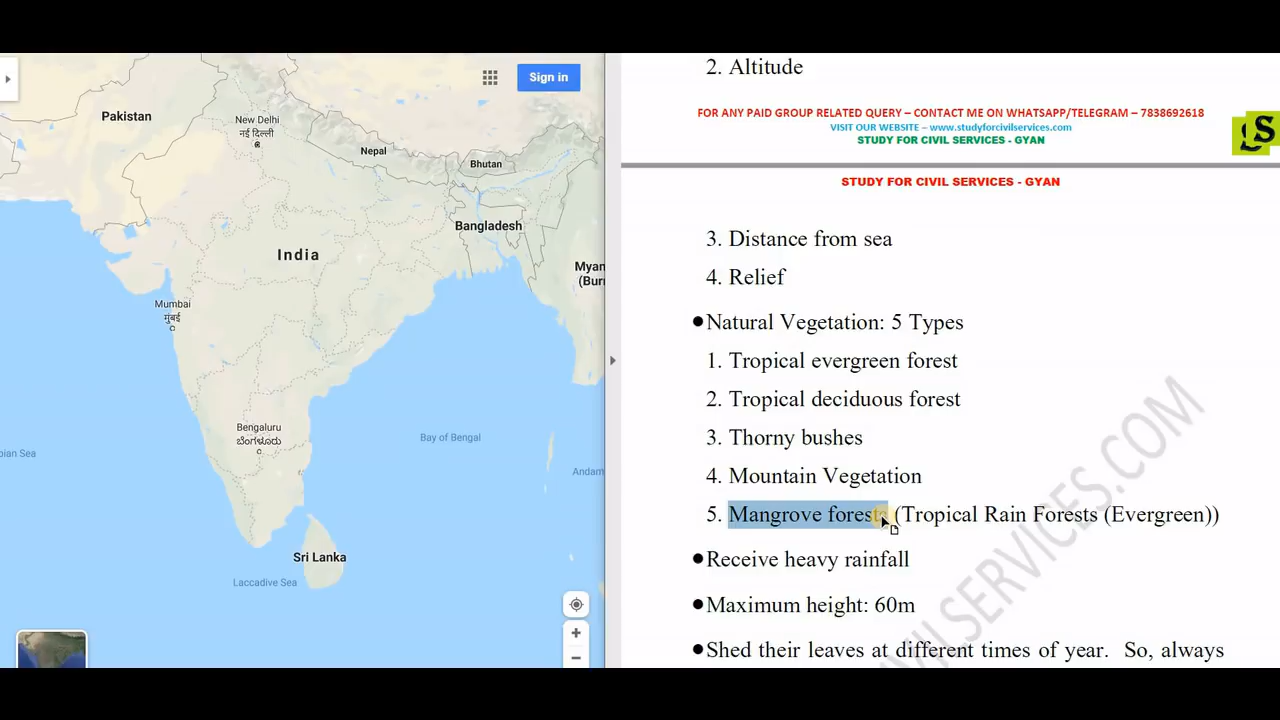 Sign in
Pakistan
New Delhi
नई दिल्ली
Nepal
Bhutan
Bangladesh
India
Myan
(Buri
Mumbai
मुंबई
Bengaluru
ಬೆಂಗಳೂರು
Bay of Bengal
pian Sea
Andam
Sri Lanka
Laccadive Sea
2. Altitude
FOR ANY PAID GROUP RELATED QUERY – CONTACT ME ON WHATSAPP/TELEGRAM – 7838692618
VISIT OUR WEBSITE – www.studyforcivilservices.com
STUDY FOR CIVIL SERVICES - GYAN
S
STUDY FOR CIVIL SERVICES - GYAN
3. Distance from sea
4. Relief
●Natural Vegetation: 5 Types
1. Tropical evergreen forest
2. Tropical deciduous forest
3. Thorny bushes
4. Mountain Vegetation
5. Mangrove forests (Tropical Rain Forests (Evergreen))
●Receive heavy rainfall
●Maximum height: 60m
●Shed their leaves at different times of year. So, always
VILSERVICES.COM